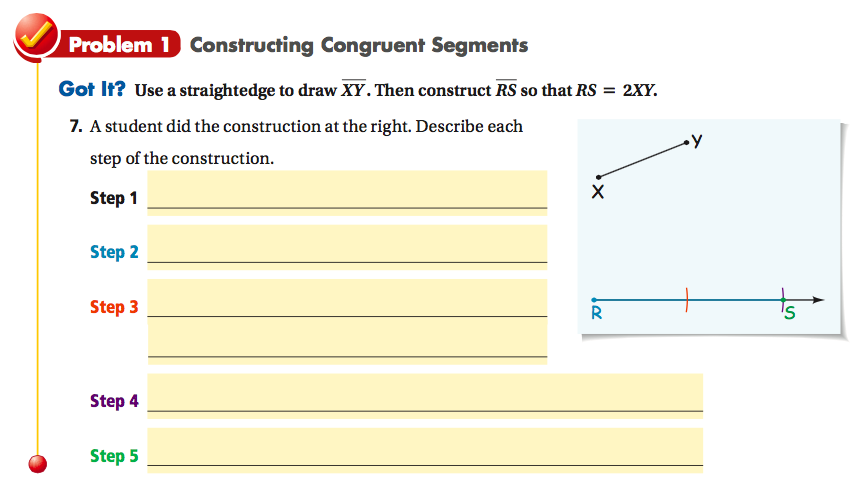 Problem 1 Constructing Congruent Segments
Got It? Use a straightedge to draw XY. Then construct RS so that RS = 2XY.
7. A student did the construction at the right. Describe each
step of the construction.
Step 1
Step 2
Step 3
Step 4
Step 5
Y
X
R
S